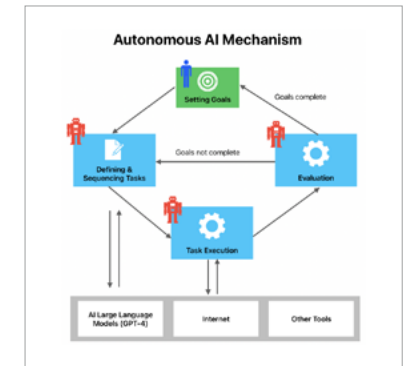 Autonomous AI Mechanism
Setting Goals
Goals complete
Goals not complete
Defining &
Sequencing Tasks
Evaluation
Task Execution
AI Large Language
Models (GPT-4)
Internet
Other Tools